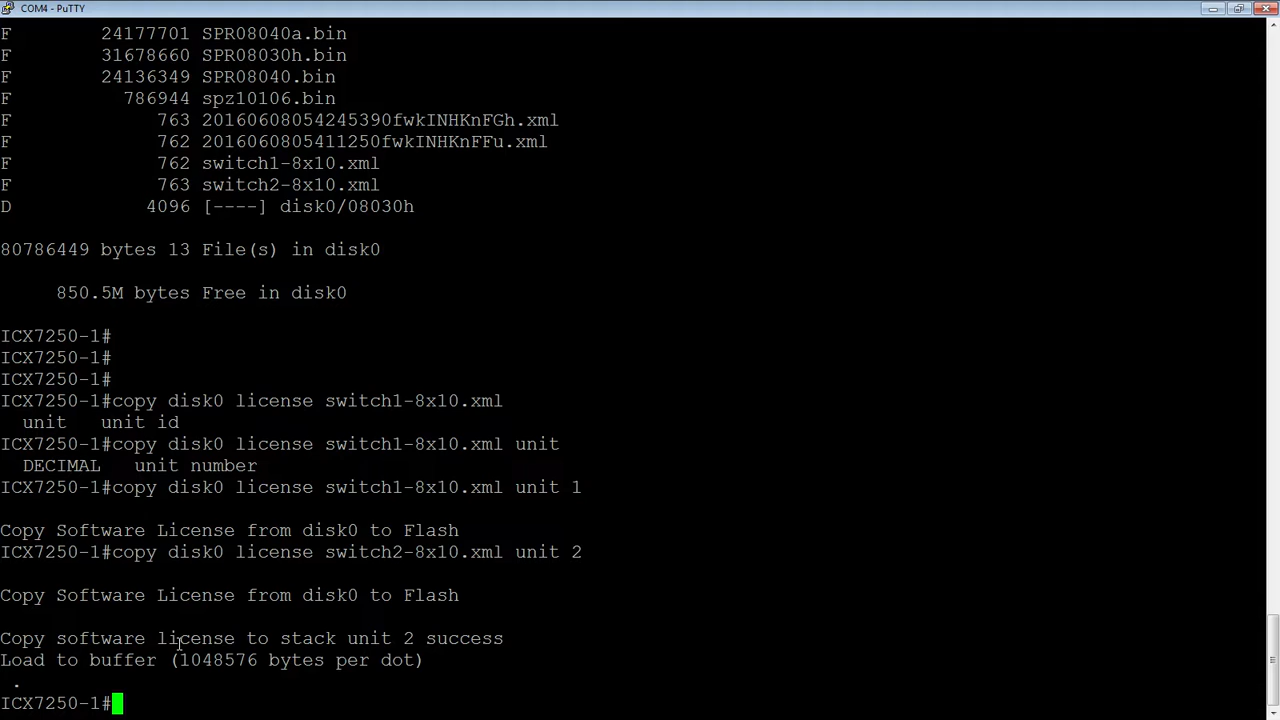 COM4 - PuTTY
F 24177701 SPR08040a.bin
F 31678660 SPR08030h.bin
F 24136349 SPR08040.bin
F 786944 spz10106.bin
F 763 20160608054245390fwkINHKnFGh.xml
F 762 20160608805411250fwkINHKnFFu.xml
F 762 switch1-8x10.xml
F 763 switch2-8x10.xml
D 4096 [----] disk0/08030h
80786449 bytes 13 File(s) in disk0
850.5M bytes Free in disk0
ICX7250-1#
ICX7250-1#
ICX7250-1#
ICX7250-1#copy disk0 license switch1-8x10.xml
unit unit id
ICX7250-1#copy disk0 license switch1-8x10.xml unit
DECIMAL unit number
ICX7250-1#copy disk0 license switch1-8x10.xml unit 1
Copy Software License from disk0 to Flash
ICX7250-1#copy disk0 license switch2-8x10.xml unit 2
Copy Software License from disk0 to Flash
Copy software license to stack unit 2 success
Load to buffer (1048576 bytes per dot)
.
ICX7250-1#